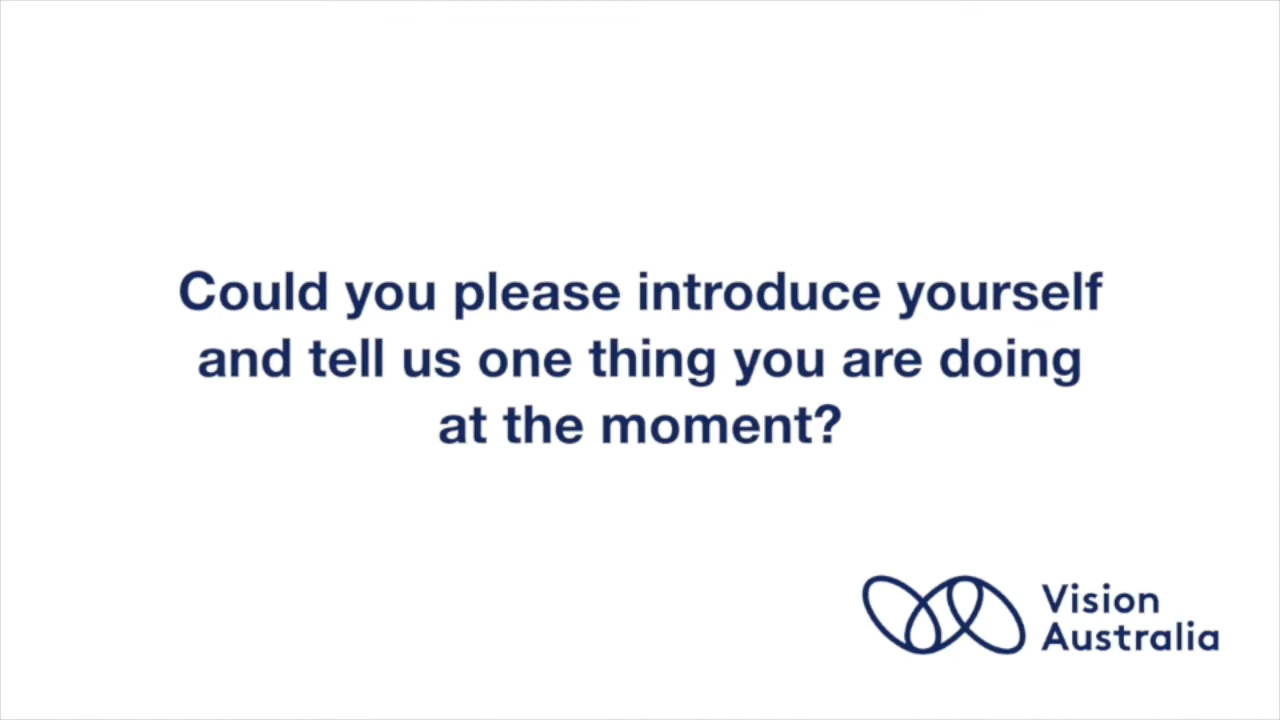 Could you please introduce yourself
and tell us one thing you are doing
at the moment?
Vision
Australia